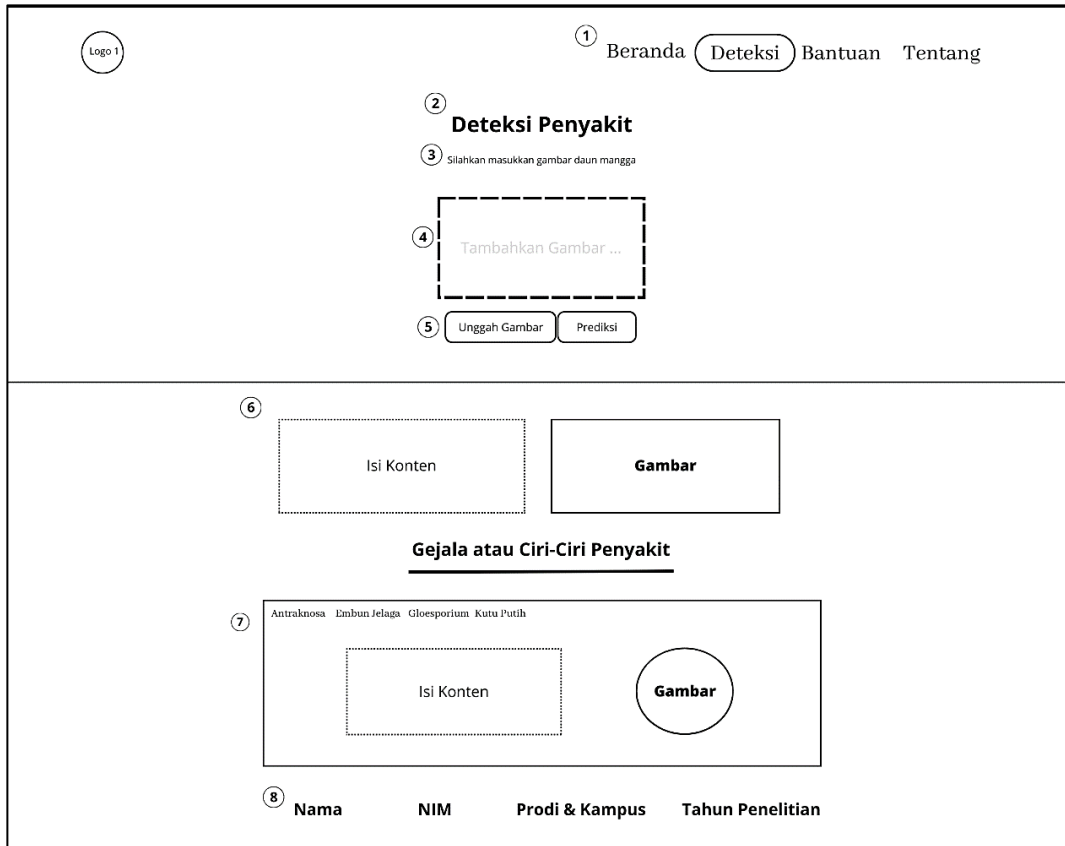 Logo 1
1 Beranda Deteksi Bantuan Tentang
2
Deteksi Penyakit
3 Silahkan masukkan gambar daun mangga
4 Tambahkan Gambar ...
5 Unggah Gambar Prediksi
6
Isi Konten Gambar
Gejala atau Ciri-Ciri Penyakit
7 Antraknosa Embun Jelaga Gloesporium Kutu Putih
Isi Konten Gambar
8 Nama NIM Prodi & Kampus Tahun Penelitian